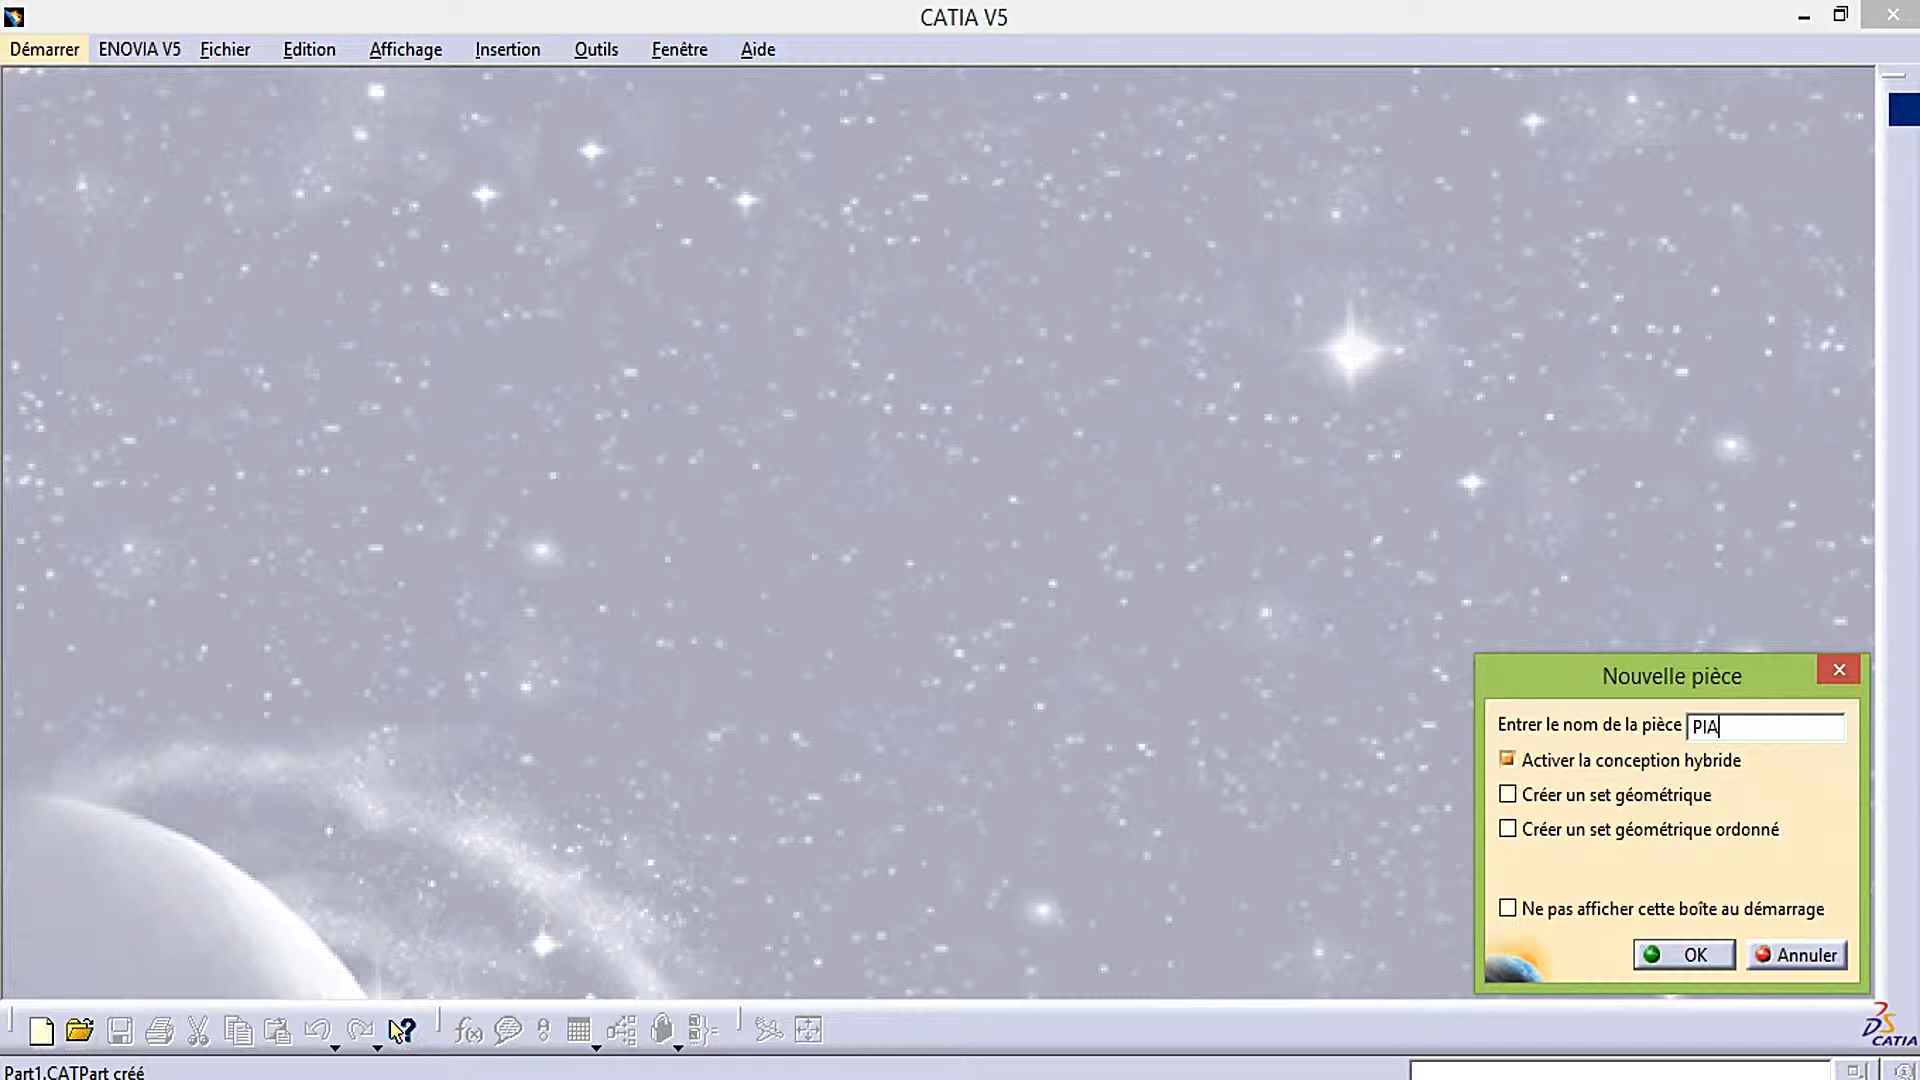 CATIA V5
Démarrer ENOVIA V5 Fichier Edition Affichage Insertion Outils Fenêtre Aide
Nouvelle pièce
Entrer le nom de la pièce PIA
Activer la conception hybride
Créer un set géométrique
Créer un set géométrique ordonné
Ne pas afficher cette boîte au démarrage
OK Annuler
f(x)
DS CATIA
Part1.CATPart créé